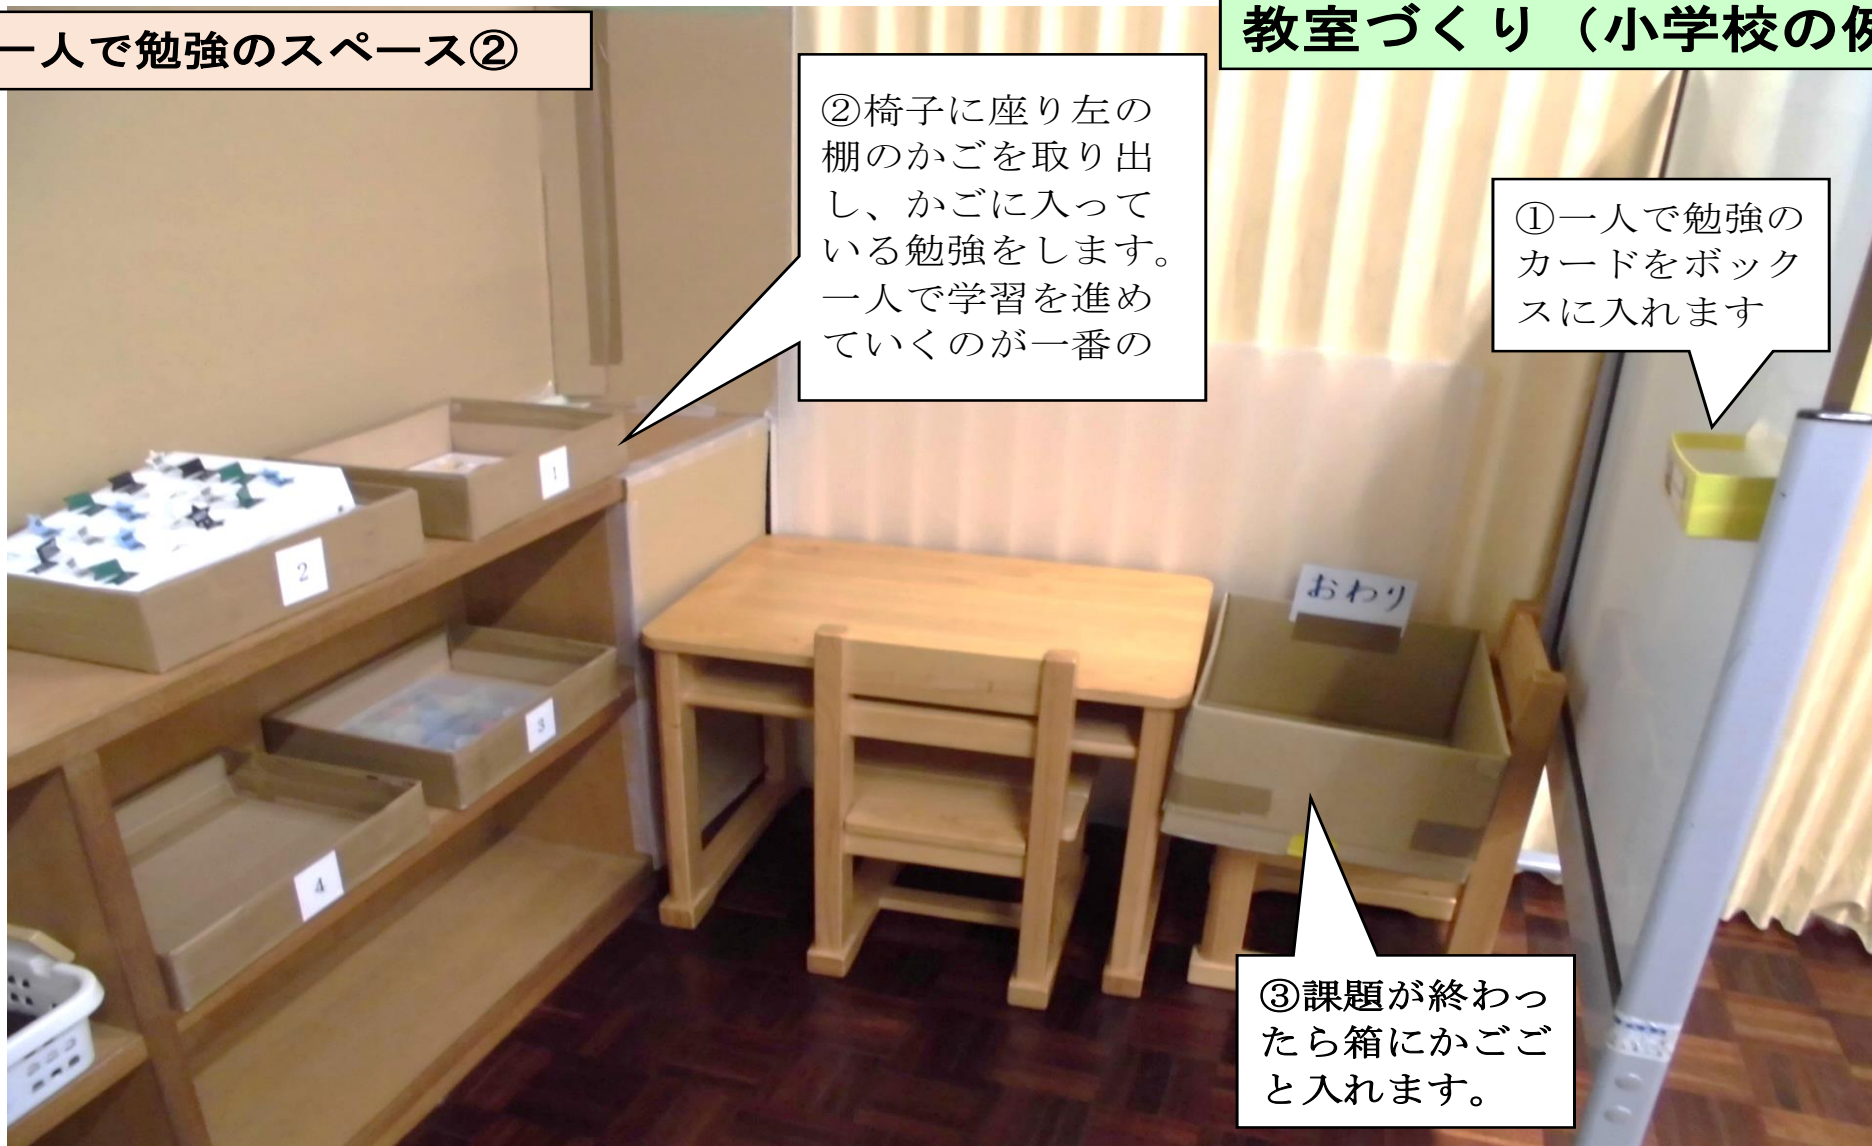 一人で勉強のスペース②
教室づくり（小学校の
②椅子に座り左の
棚のかごを取り出
し、かごに入って
いる勉強をします。
一人で学習を進め
ていくのが一番の
①一人で勉強の
カードをボック
スに入れます
1
2
3
4
おわり
③課題が終わっ
たら箱にかごご
と入れます。